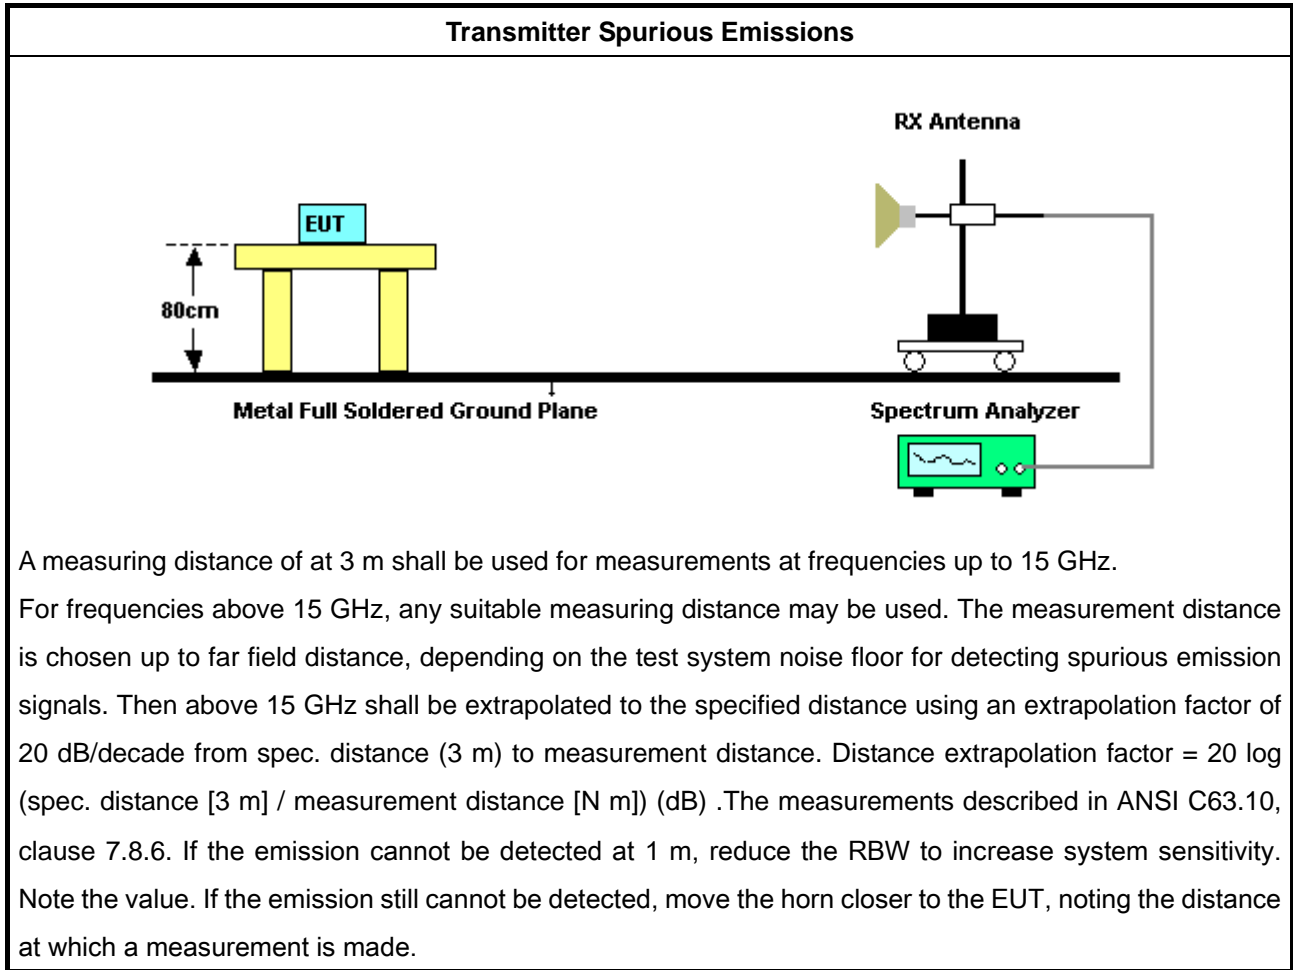 Transmitter Spurious Emissions
RX Antenna
EUT
80cm
Metal Full Soldered Ground Plane
Spectrum Analyzer
A measuring distance of at 3 m shall be used for measurements at frequencies up to 15 GHz.
For frequencies above 15 GHz, any suitable measuring distance may be used. The measurement distance
is chosen up to far field distance, depending on the test system noise floor for detecting spurious emission
signals. Then above 15 GHz shall be extrapolated to the specified distance using an extrapolation factor of
20 dB/decade from spec. distance (3 m) to measurement distance. Distance extrapolation factor = 20 log
(spec. distance [3 m] / measurement distance [N m]) (dB) .The measurements described in ANSI C63.10,
clause 7.8.6. If the emission cannot be detected at 1 m, reduce the RBW to increase system sensitivity.
Note the value. If the emission still cannot be detected, move the horn closer to the EUT, noting the distance
at which a measurement is made.